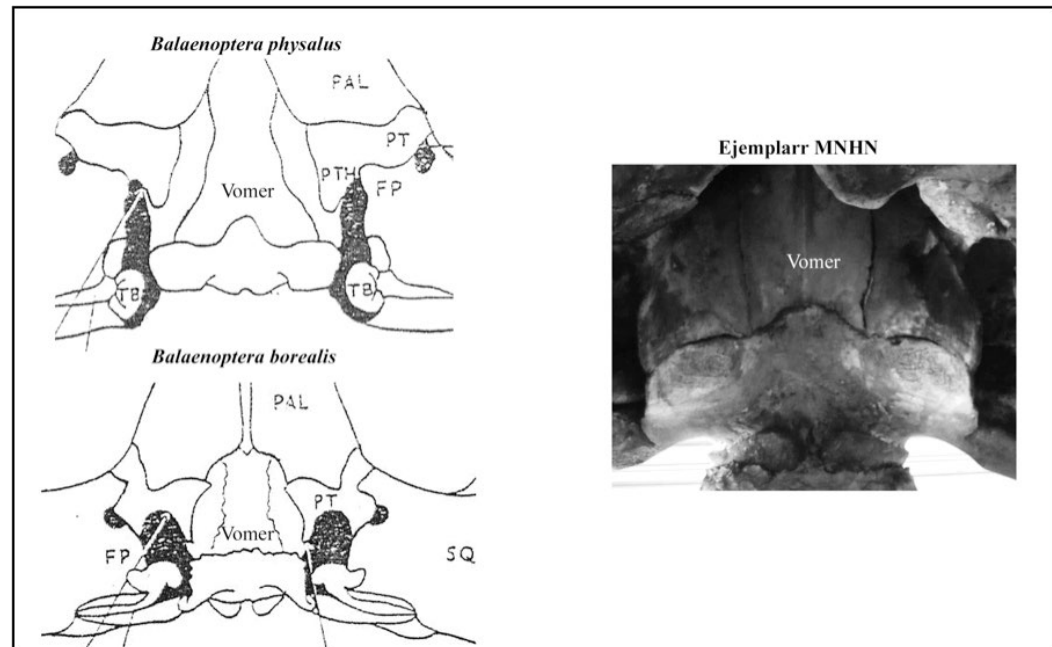 Balaenoptera physalus
PAL
PT
PTH
FP
Vomer
TB
TB
Balaenoptera borealis
PAL
PT
Vomer
FP
SQ
Ejemplarr MNHN
Vomer